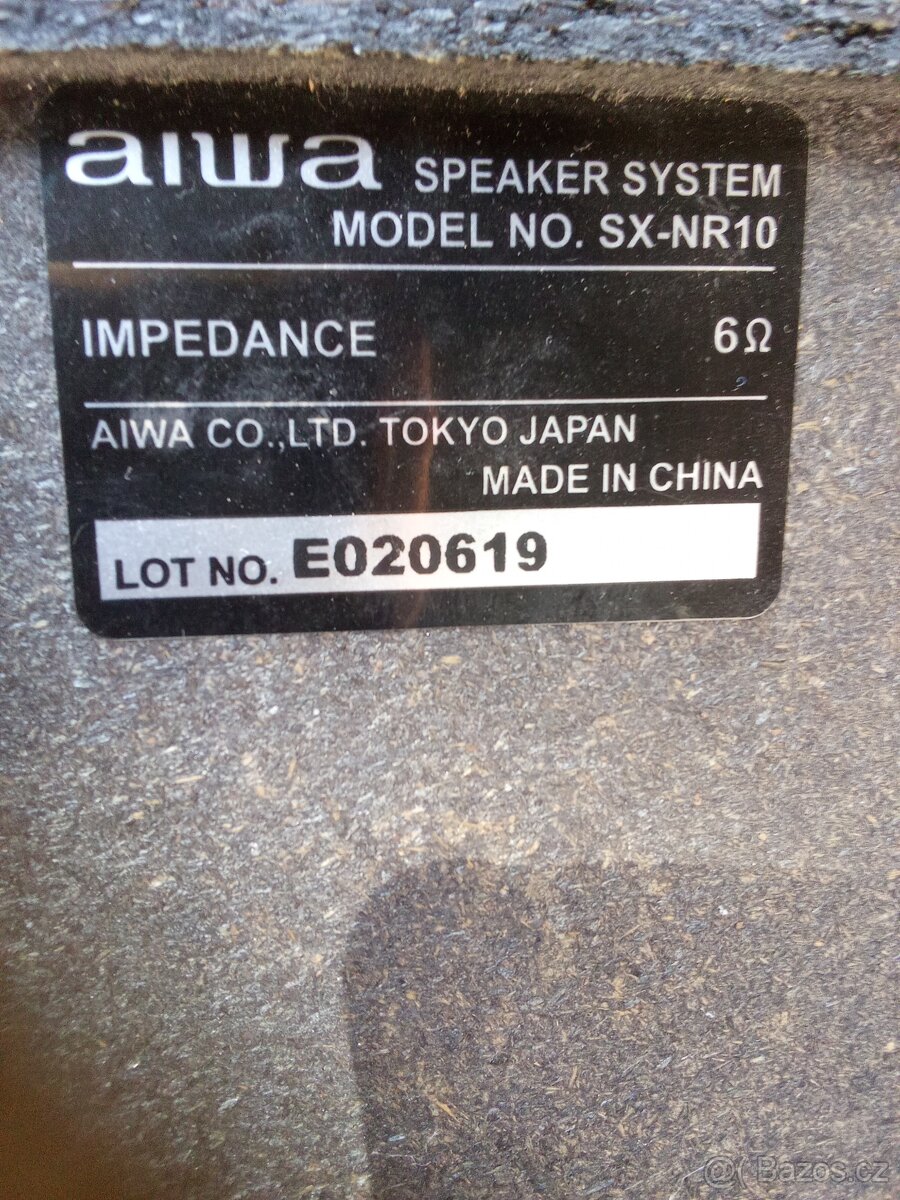 aiwa SPEAKER SYSTEM
MODEL NO. SX-NR10
IMPEDANCE 6Ω
AIWA CO.,LTD. TOKYO JAPAN
MADE IN CHINA
LOT NO. E020619
@( Bazos.cz